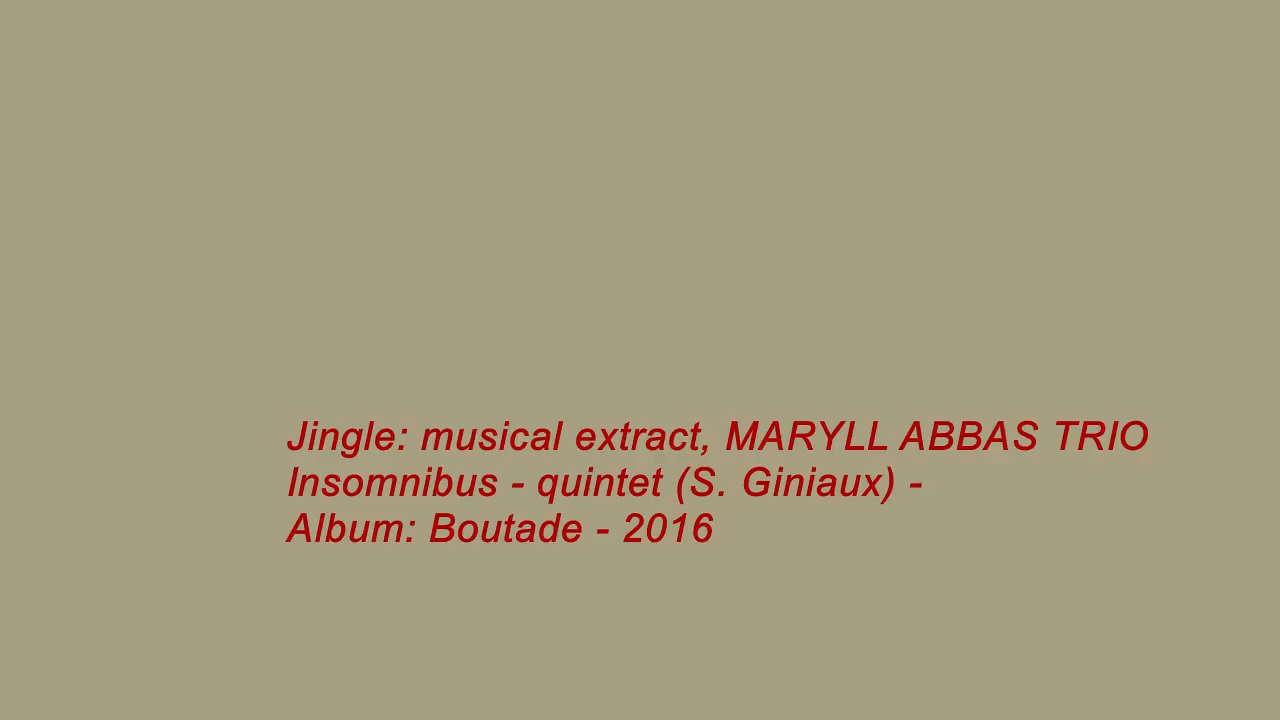 Jingle: musical extract, MARYLL ABBAS TRIO
Insomnibus - quintet (S. Giniaux) -
Album: Boutade - 2016